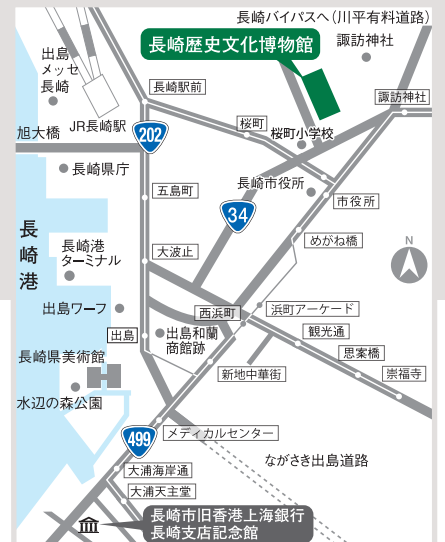 長崎バイパスへ(川平有料道路)
長崎歴史文化博物館
諏訪神社
出島
メッセ
長崎
長崎駅前
諏訪神社
桜町
JR長崎駅
旭大橋
202
桜町小学校
長崎県庁
長崎市役所
五島町
市役所
34
長崎港
めがね橋
N
長崎港
ターミナル
大波止
出島ワーフ
西浜町
浜町アーケード
出島
出島和蘭
商館跡
観光通
思案橋
長崎県美術館
新地中華街
崇福寺
水辺の森公園
499
メディカルセンター
ながさき出島道路
大浦海岸通
大浦天主堂
長崎市旧香港上海銀行
長崎支店記念館